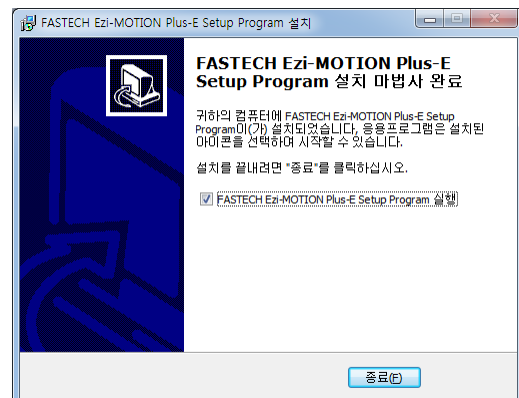 FASTECH Ezi-MOTION Plus-E Setup Program 설치
FASTECH Ezi-MOTION Plus-E
Setup Program 설치 마법사 완료
귀하의 컴퓨터에 FASTECH Ezi-MOTION Plus-E Setup
Program이(가) 설치되었습니다, 응용프로그램은 설치된
아이콘을 선택하여 시작할 수 있습니다.
설치를 끝내려면 "종료"를 클릭하십시오.
FASTECH Ezi-MOTION Plus-E Setup Program 실행
종료(F)